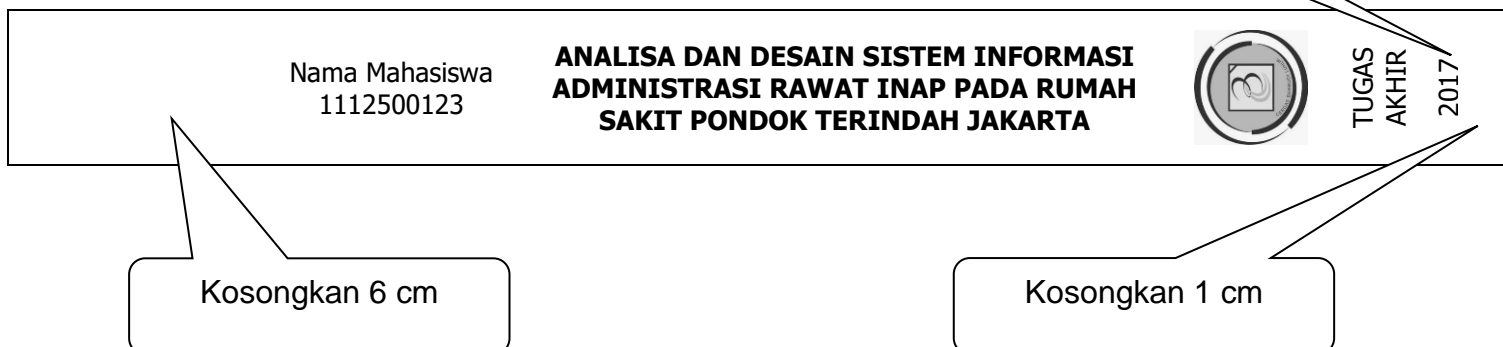 Nama Mahasiswa
1112500123
ANALISA DAN DESAIN SISTEM INFORMASI
ADMINISTRASI RAWAT INAP PADA RUMAH
SAKIT PONDOK TERINDAH JAKARTA
TUGAS
AKHIR
2017
Kosongkan 6 cm
Kosongkan 1 cm